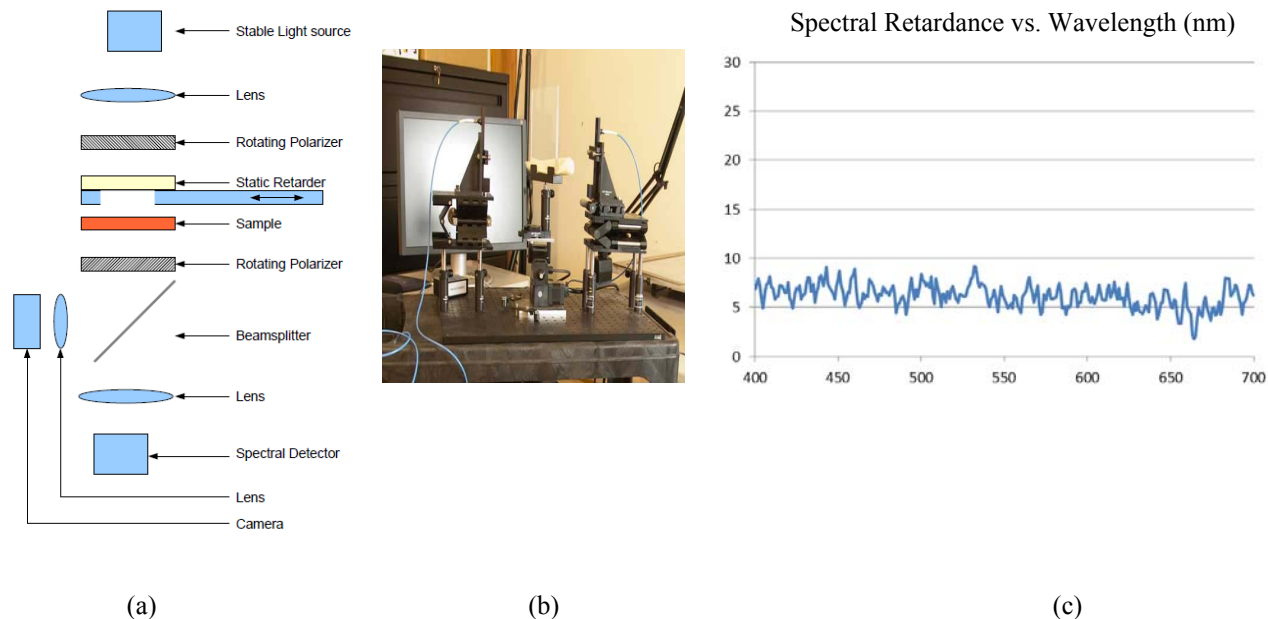 Stable Light source
Lens
Rotating Polarizer
Static Retarder
Sample
Rotating Polarizer
Beamsplitter
Lens
Spectral Detector
Lens
Camera
(a)
(b)
Spectral Retardance vs. Wavelength (nm)
30
25
20
15
10
5
0
400
450
500
550
600
650
700
(c)